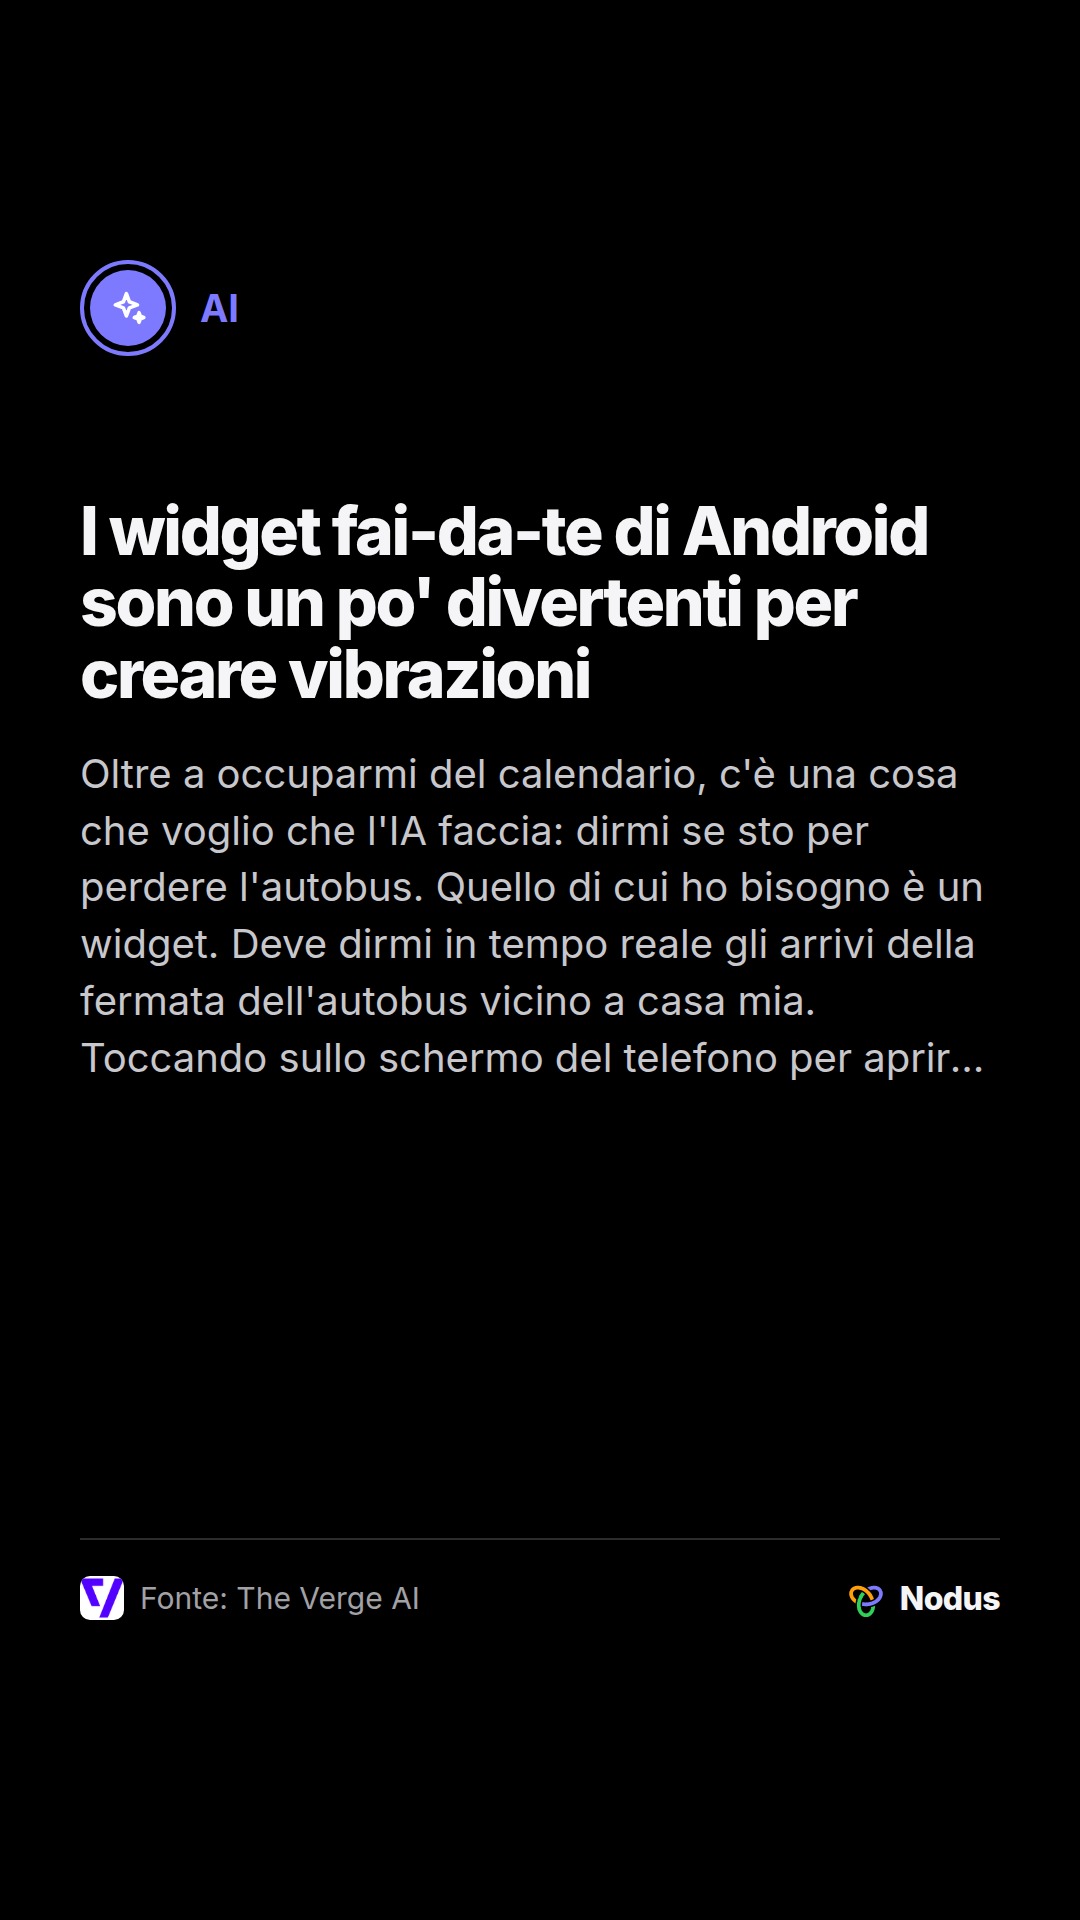 AI
I widget fai-da-te di Android
sono un po' divertenti per
creare vibrazioni
Oltre a occuparmi del calendario, c'è una cosa
che voglio che l'IA faccia: dirmi se sto per
perdere l'autobus. Quello di cui ho bisogno è un
widget. Deve dirmi in tempo reale gli arrivi della
fermata dell'autobus vicino a casa mia.
Toccando sullo schermo del telefono per aprir...
Fonte: The Verge AI
Nodus